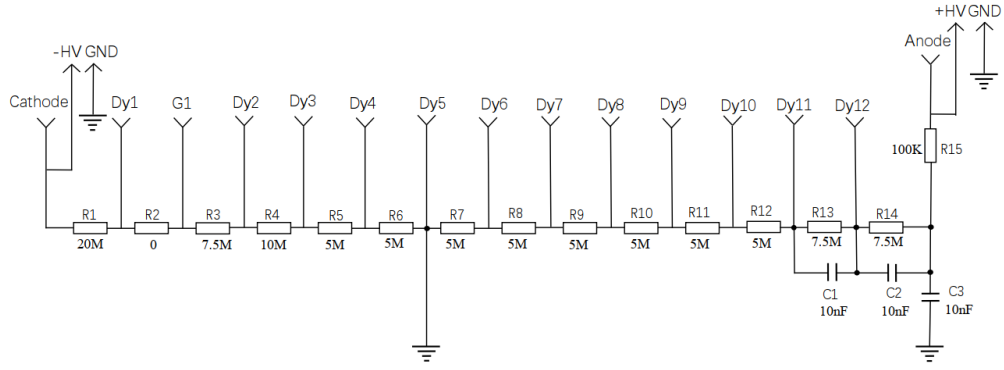 +HV GND
Anode
-HV GND
Cathode Dy1 G1 Dy2 Dy3 Dy4 Dy5 Dy6 Dy7 Dy8 Dy9 Dy10 Dy11 Dy12
100K R15
R1 R2 R3 R4 R5 R6 R7 R8 R9 R10 R11 R12 R13 R14
20M 0 7.5M 10M 5M 5M 5M 5M 5M 5M 5M 5M 7.5M 7.5M
C1 C2 C3
10nF 10nF 10nF